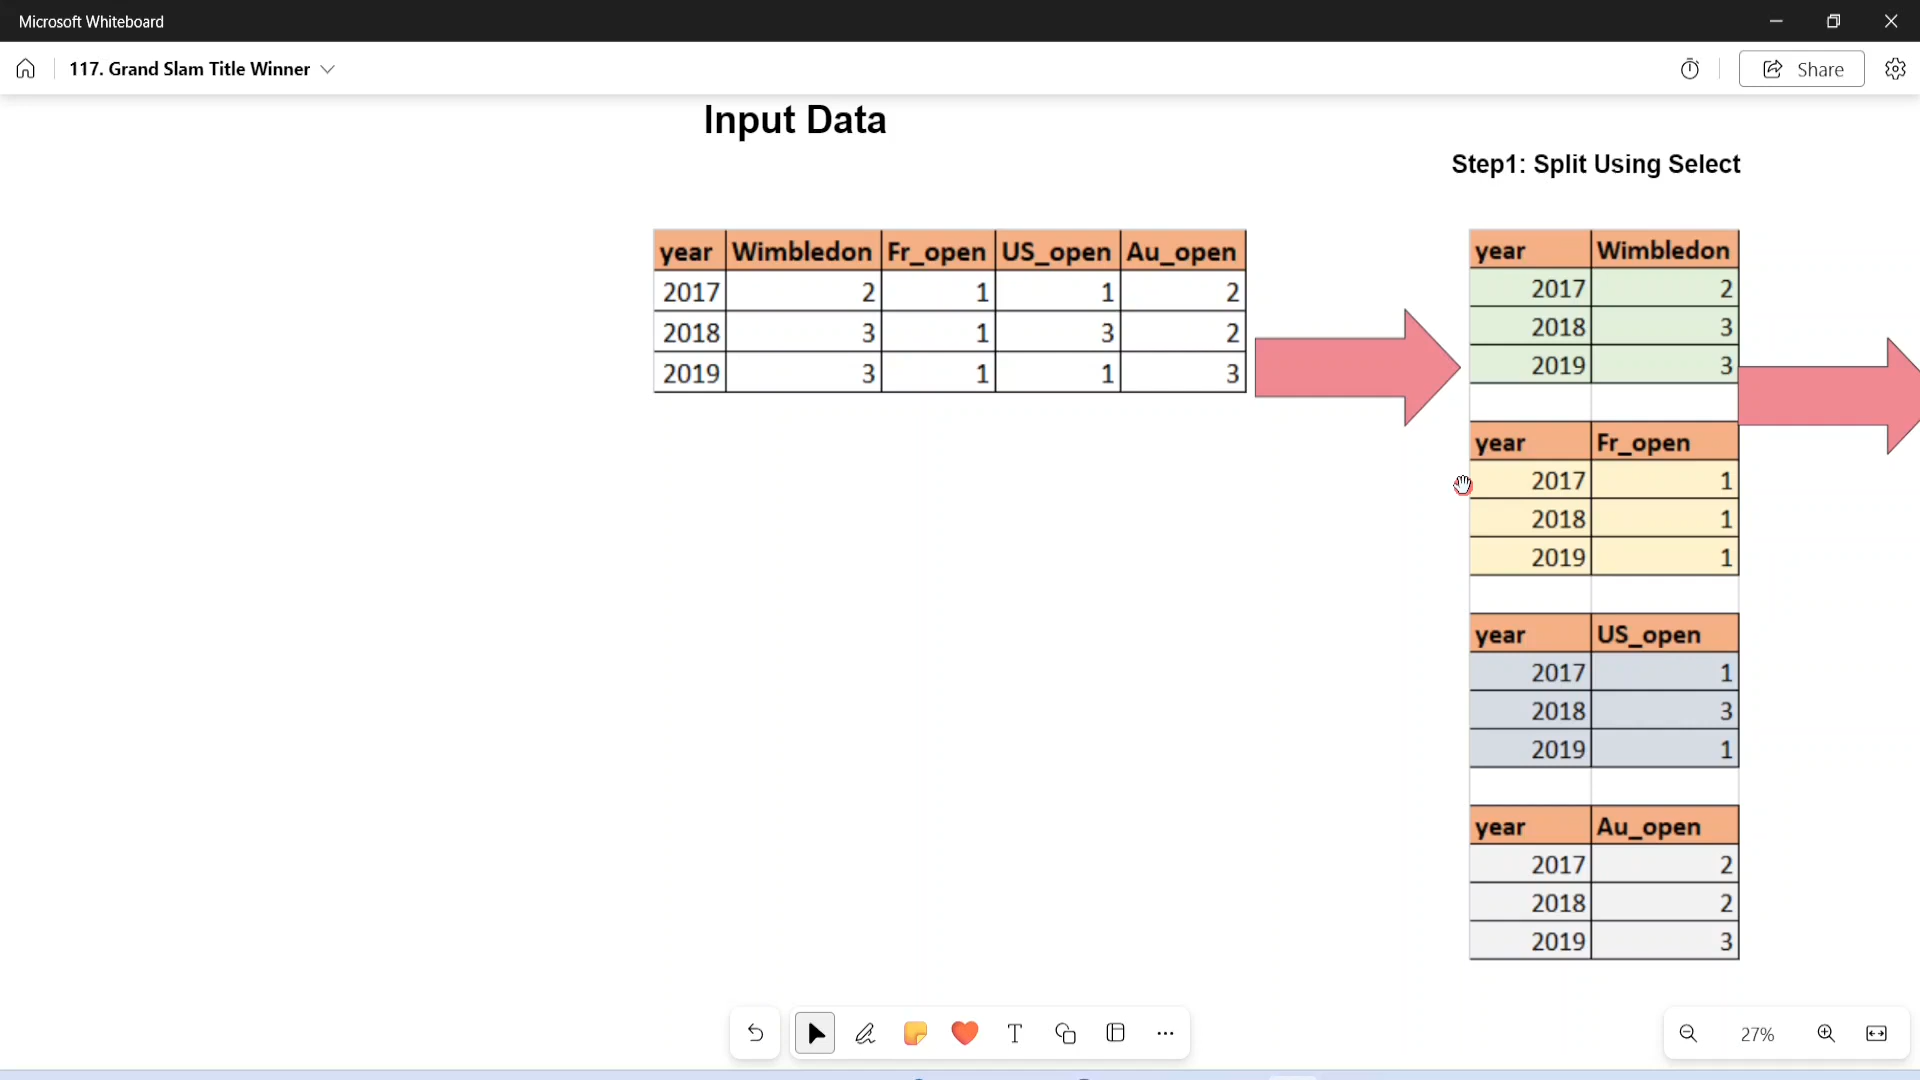 Microsoft Whiteboard
117. Grand Slam Title Winner
Share
Input Data
Step1: Split Using Select
year Wimbledon Fr_open US_open Au_open
2017 2 1 1 2
2018 3 1 3 2
2019 3 1 1 3
year Wimbledon
2017 2
2018 3
2019 3
year Fr_open
2017 1
2018 1
2019 1
year US_open
2017 1
2018 3
2019 1
year Au_open
2017 2
2018 2
2019 3
27%